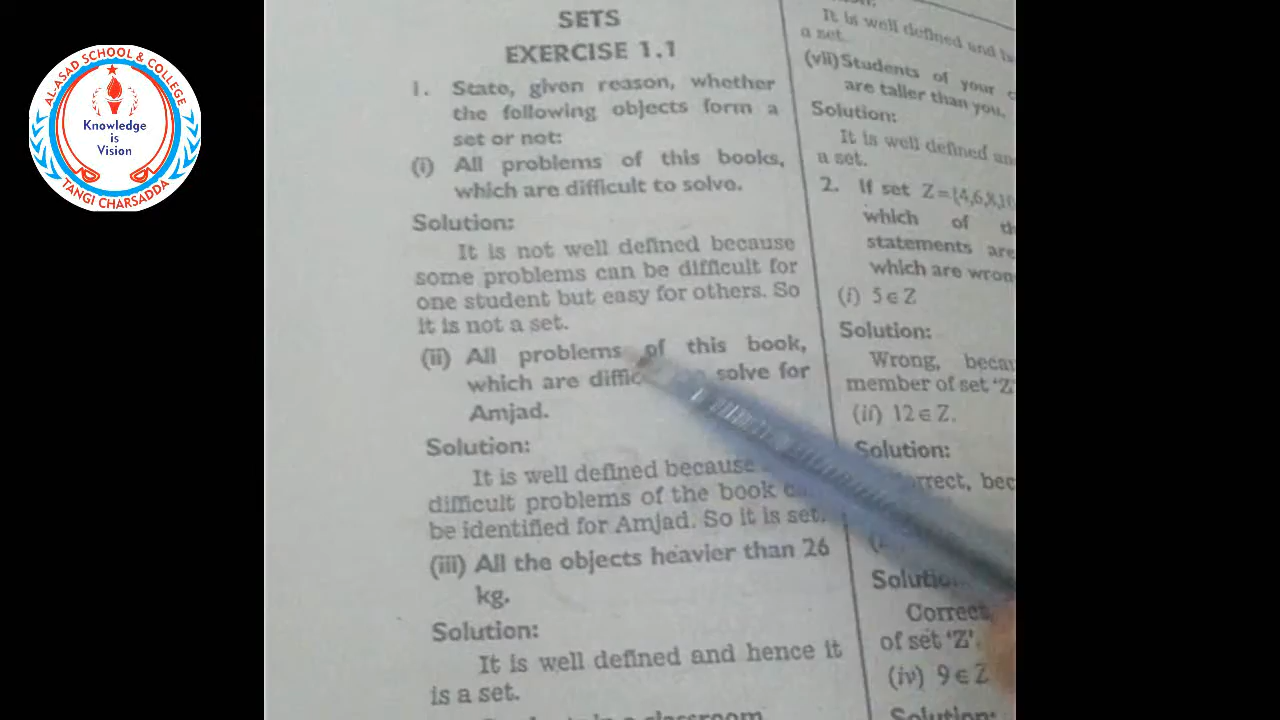 AL-ASAD SCHOOL & COLLEGE
Knowledge
is
Vision
TANGI CHARSADDA
SETS
EXERCISE 1.1
1. State, given reason, whether
the following objects form a
set or not:
(i) All problems of this books,
which are difficult to solve.
Solution:
It is not well defined because
some problems can be difficult for
one student but easy for others. So
it is not a set.
(ii) All problems of this book,
which are solve for
Amjad.
Solution:
It is well defined because
difficult problems of the book
be identified for Amjad. So it is set.
(iii) All the objects heavier than 26
kg.
Solution:
It is well defined and hence it
is a set.
It is well defined and
a set.
(vii) Students of your
are taller than you.
Solution:
It is well defined
a set.
2. If set Z={4,6,8,
which of
statements are
which are
(i) 5∈Z
Solution:
Wrong,
member of set 'Z
(ii) 12∈Z.
Solution:
Correct
of set 'Z'.
(iv) 9∈Z
Solution: